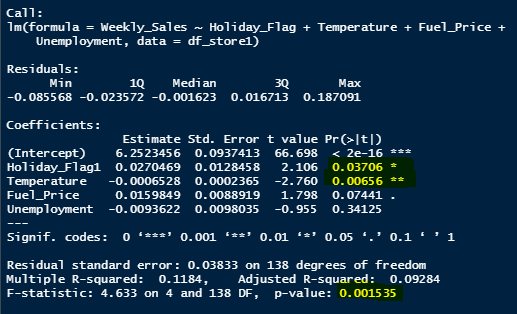 Call:
lm(formula = Weekly_Sales ~ Holiday_Flag + Temperature + Fuel_Price +
    Unemployment, data = df_store1)
Residuals:
      Min        1Q    Median        3Q       Max
-0.085568 -0.023572 -0.001623  0.016713  0.187091
Coefficients:
               Estimate Std. Error t value Pr(>|t|)
(Intercept)   6.2523456  0.0937413  66.698  < 2e-16 ***
Holiday_Flag1 0.0270469  0.0128458   2.106  0.03706 *
Temperature  -0.0006528  0.0002365  -2.760  0.00656 **
Fuel_Price    0.0159849  0.0088919   1.798  0.07441 .
Unemployment -0.0093622  0.0098035  -0.955  0.34125
---
Signif. codes:  0 ‘***’ 0.001 ‘**’ 0.01 ‘*’ 0.05 ‘.’ 0.1 ‘ ’ 1
Residual standard error: 0.03833 on 138 degrees of freedom
Multiple R-squared:  0.1184,    Adjusted R-squared:  0.09284
F-statistic: 4.633 on 4 and 138 DF,  p-value: 0.001535